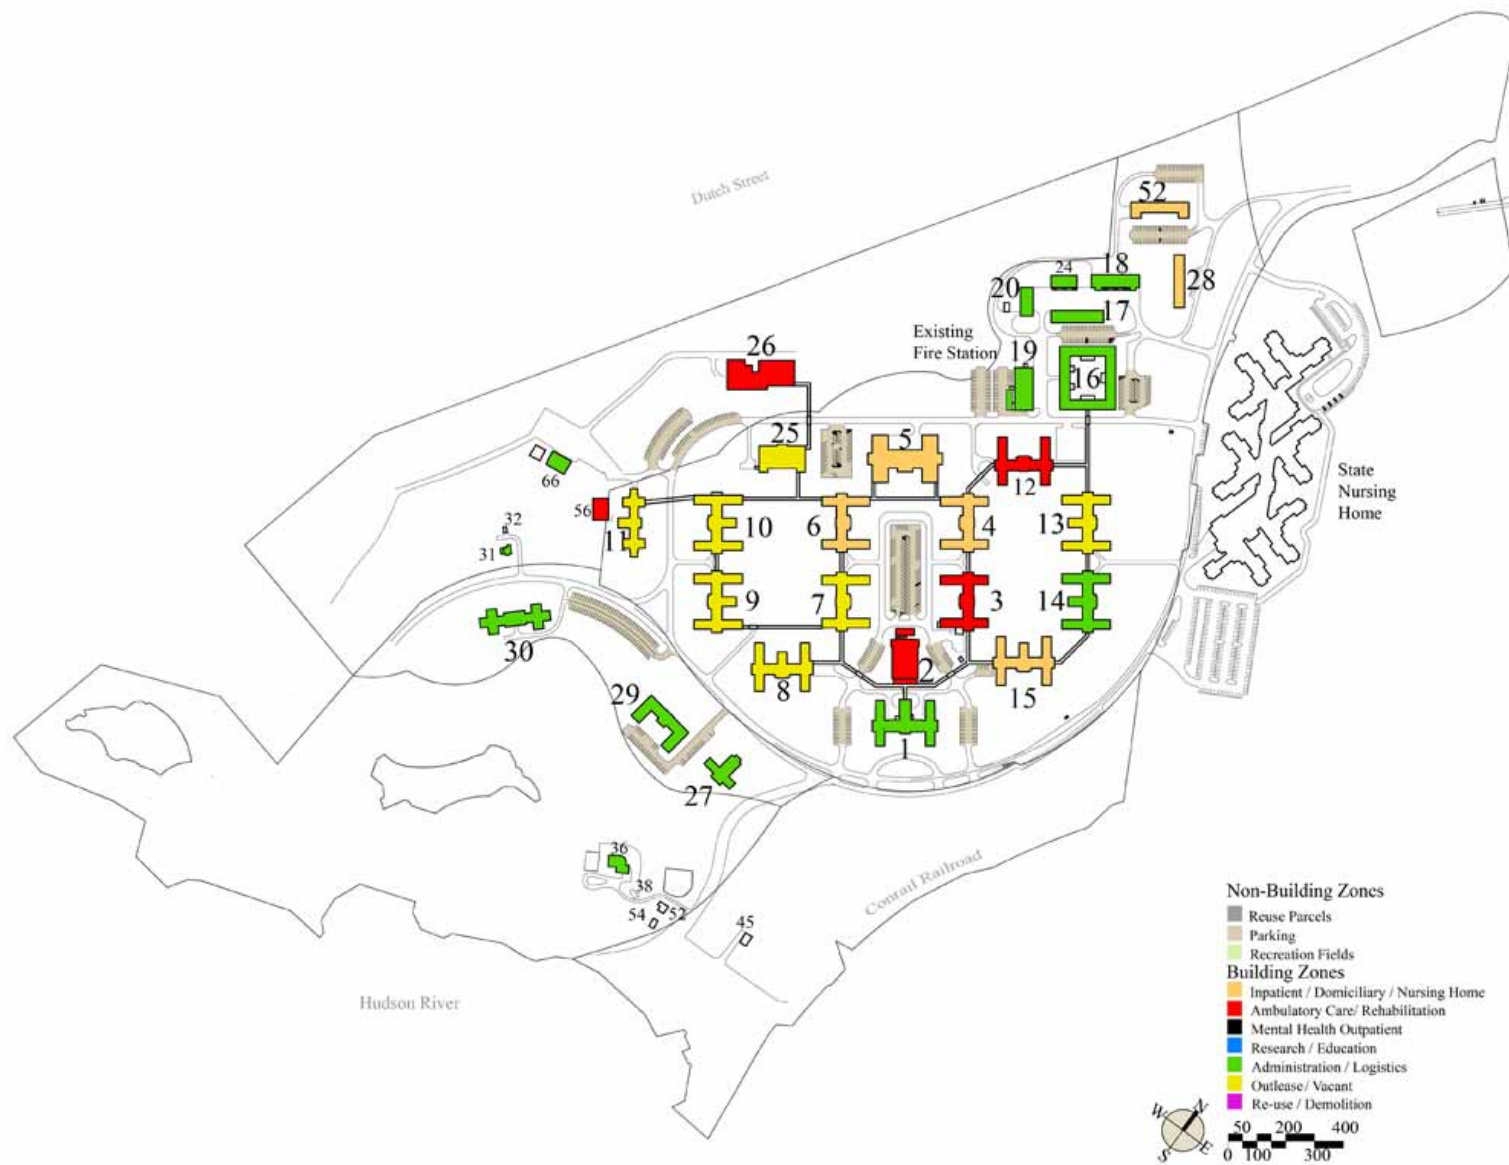 Dutch Street
52
24
18
20
28
17
Existing
Fire Station
19
26
16
25
5
12
State
Nursing
Home
66
56
11
10
6
4
13
32
31
9
7
3
14
30
8
2
15
29
1
27
36
38
54
52
45
Conrail Railroad
Hudson River
Non-Building Zones
Reuse Parcels
Parking
Recreation Fields
Building Zones
Inpatient / Domiciliary / Nursing Home
Ambulatory Care/ Rehabilitation
Mental Health Outpatient
Research / Education
Administration / Logistics
Outlease / Vacant
Re-use / Demolition
W N
S E
50 200 400
0 100 300